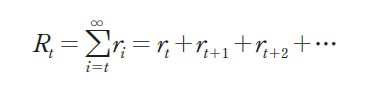 R_t = \sum_{i=t}^{\infty} r_i = r_t + r_{t+1} + r_{t+2} + \cdots